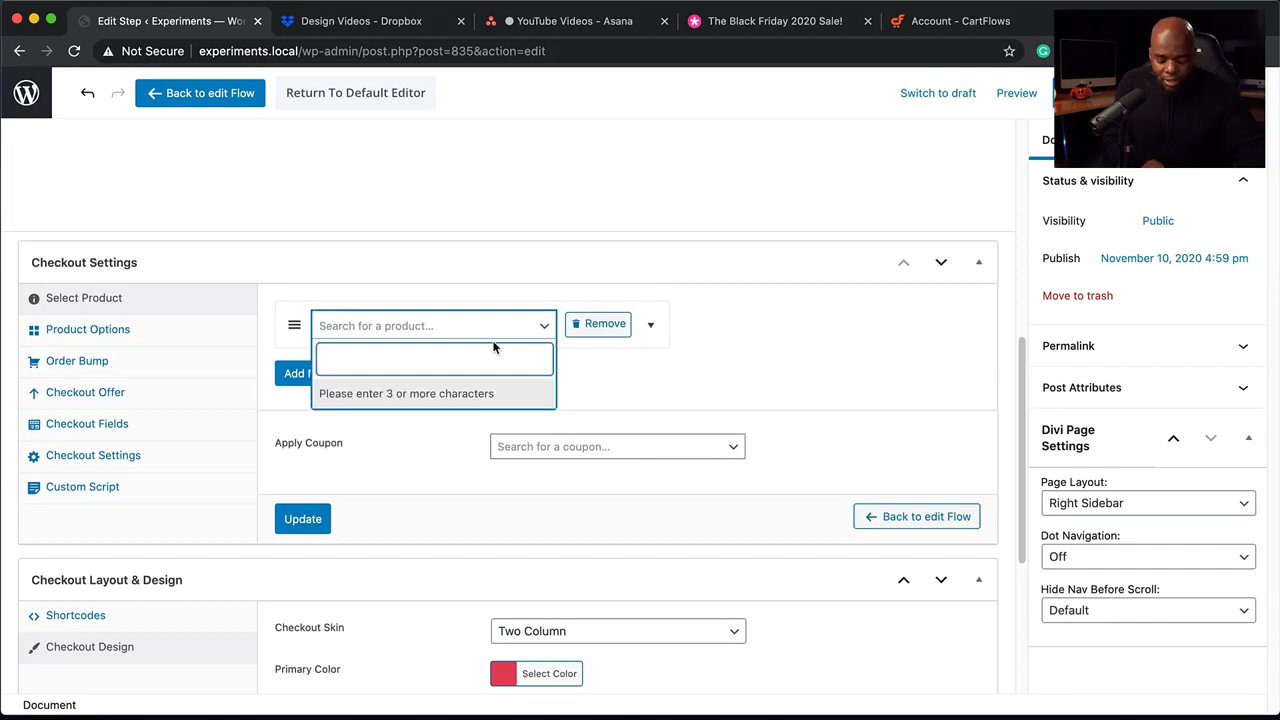 Edit Step ‹ Experiments — Wor
Design Videos - Dropbox
YouTube Videos - Asana
The Black Friday 2020 Sale!
Account - CartFlows
Not Secure
experiments.local/wp-admin/post.php?post=835&action=edit
Back to edit Flow
Return To Default Editor
Switch to draft
Preview
Do
Status & visibility
Visibility
Public
Publish
November 10, 2020 4:59 pm
Move to trash
Permalink
Post Attributes
Divi Page
Settings
Page Layout:
Right Sidebar
Dot Navigation:
Off
Hide Nav Before Scroll:
Default
Checkout Settings
Select Product
Product Options
Order Bump
Checkout Offer
Checkout Fields
Checkout Settings
Custom Script
Search for a product...
Remove
Add
Please enter 3 or more characters
Apply Coupon
Search for a coupon...
Update
Back to edit Flow
Checkout Layout & Design
Shortcodes
Checkout Design
Checkout Skin
Two Column
Primary Color
Select Color
Document